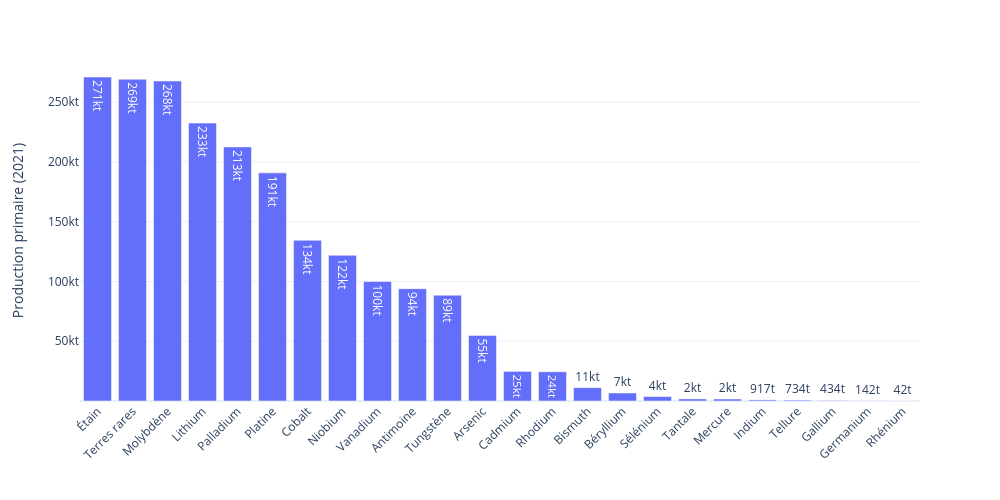 Production primaire (2021)
250kt
200kt
150kt
100kt
50kt
271kt
269kt
268kt
233kt
213kt
191kt
134kt
122kt
100kt
94kt
89kt
55kt
25kt
24kt
11kt
7kt
4kt
2kt
2kt
917t
734t
434t
142t
42t
Étain
Terres rares
Molybdène
Lithium
Palladium
Platine
Cobalt
Niobium
Vanadium
Antimoine
Tungstène
Arsenic
Cadmium
Rhodium
Bismuth
Béryllium
Sélénium
Tantale
Mercure
Indium
Tellure
Gallium
Germanium
Rhénium